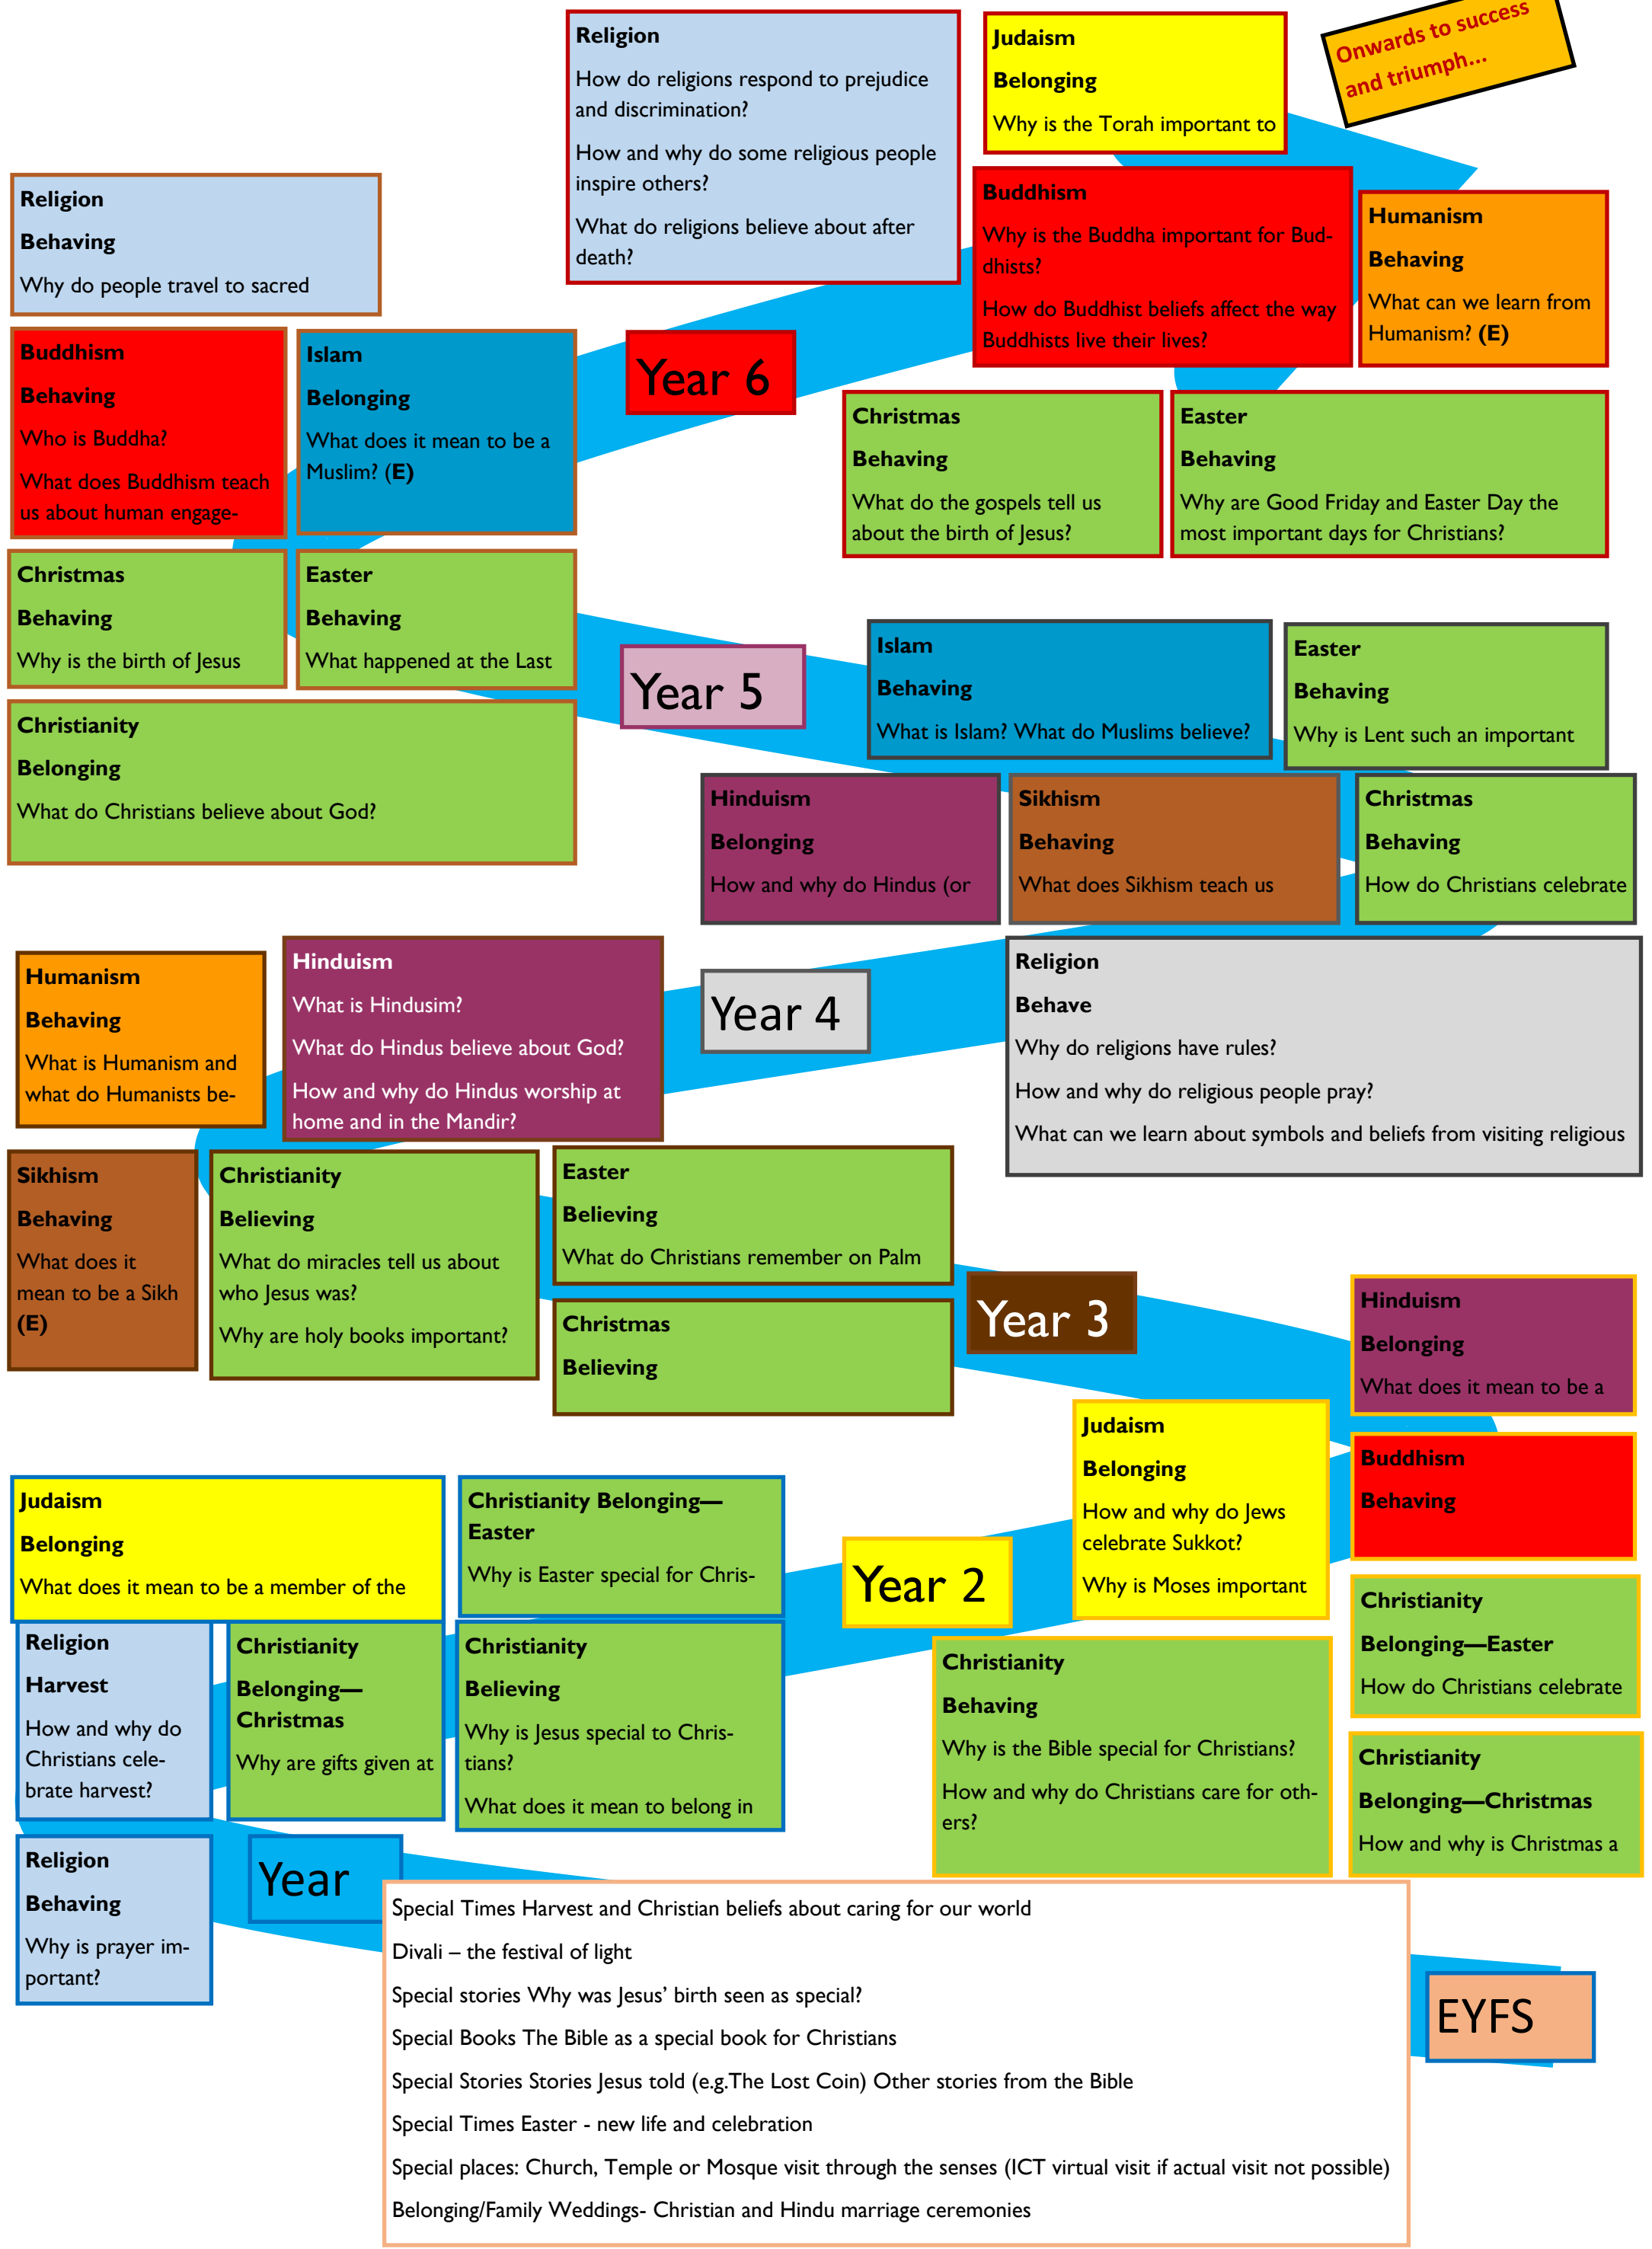 Onwards to success
and triumph...
Religion
How do religions respond to prejudice
and discrimination?
How and why do some religious people
inspire others?
What do religions believe about after
death?
Judaism
Belonging
Why is the Torah important to
Buddhism
Why is the Buddha important for Bud-
dhists?
How do Buddhist beliefs affect the way
Buddhists live their lives?
Humanism
Behaving
What can we learn from
Humanism? (E)
Religion
Behaving
Why do people travel to sacred
Buddhism
Behaving
Who is Buddha?
What does Buddhism teach
us about human engage-
Islam
Belonging
What does it mean to be a
Muslim? (E)
Year 6
Christmas
Behaving
What do the gospels tell us
about the birth of Jesus?
Easter
Behaving
Why are Good Friday and Easter Day the
most important days for Christians?
Christmas
Behaving
Why is the birth of Jesus
Easter
Behaving
What happened at the Last
Christianity
Belonging
What do Christians believe about God?
Year 5
Islam
Behaving
What is Islam? What do Muslims believe?
Easter
Behaving
Why is Lent such an important
Hinduism
Belonging
How and why do Hindus (or
Sikhism
Behaving
What does Sikhism teach us
Christmas
Behaving
How do Christians celebrate
Humanism
Behaving
What is Humanism and
what do Humanists be-
Hinduism
What is Hindusim?
What do Hindus believe about God?
How and why do Hindus worship at
home and in the Mandir?
Year 4
Religion
Behave
Why do religions have rules?
How and why do religious people pray?
What can we learn about symbols and beliefs from visiting religious
Sikhism
Behaving
What does it
mean to be a Sikh
(E)
Christianity
Believing
What do miracles tell us about
who Jesus was?
Why are holy books important?
Easter
Believing
What do Christians remember on Palm
Christmas
Believing
Year 3
Hinduism
Belonging
What does it mean to be a
Judaism
Belonging
How and why do Jews
celebrate Sukkot?
Why is Moses important
Buddhism
Behaving
Judaism
Belonging
What does it mean to be a member of the
Christianity Belonging—
Easter
Why is Easter special for Chris-
Year 2
Christianity
Belonging—Easter
How do Christians celebrate
Religion
Harvest
How and why do
Christians cele-
brate harvest?
Christianity
Belonging—
Christmas
Why are gifts given at
Christianity
Believing
Why is Jesus special to Chris-
tians?
What does it mean to belong in
Christianity
Behaving
Why is the Bible special for Christians?
How and why do Christians care for oth-
ers?
Christianity
Belonging—Christmas
How and why is Christmas a
Religion
Behaving
Why is prayer im-
portant?
Year
Special Times Harvest and Christian beliefs about caring for our world
Divali – the festival of light
Special stories Why was Jesus’ birth seen as special?
Special Books The Bible as a special book for Christians
Special Stories Stories Jesus told (e.g.The Lost Coin) Other stories from the Bible
Special Times Easter - new life and celebration
Special places: Church, Temple or Mosque visit through the senses (ICT virtual visit if actual visit not possible)
Belonging/Family Weddings- Christian and Hindu marriage ceremonies
EYFS